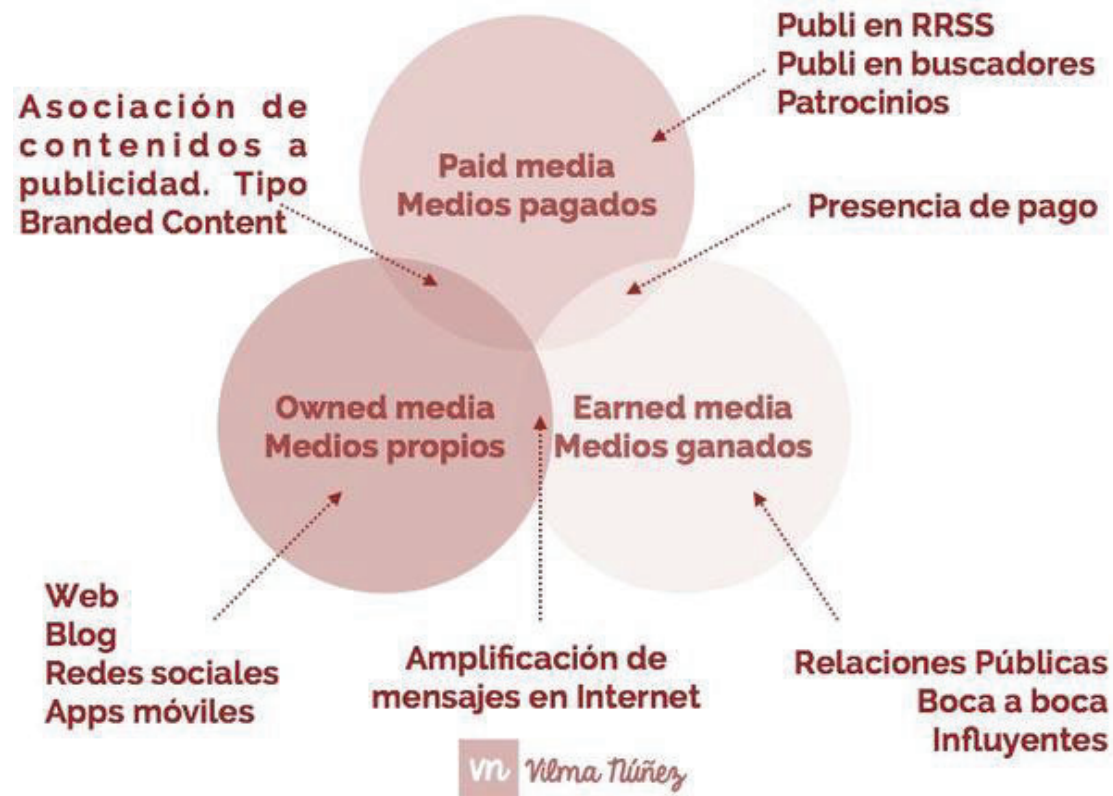 Publi en RRSS
Publi en buscadores
Patrocinios
Asociación de
contenidos a
publicidad. Tipo
Branded Content
Paid media
Medios pagados
Presencia de pago
Owned media
Medios propios
Earned media
Medios ganados
Web
Blog
Redes sociales
Apps móviles
Amplificación de
mensajes en Internet
Relaciones Públicas
Boca a boca
Influyentes
vn Vilma Núñez